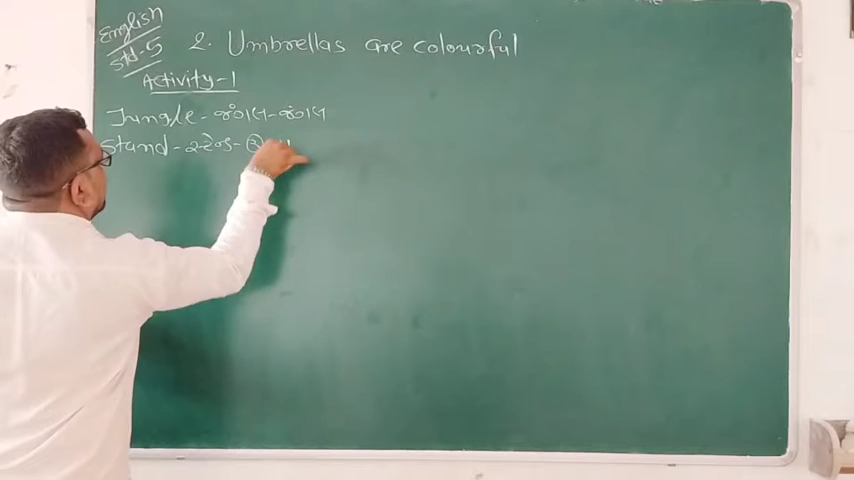 English
Std-5
2. Umbrellas are colourful
Activity-1
Jungle - જંગલ - જંગલ
Stand - સ્ટેન્ડ -